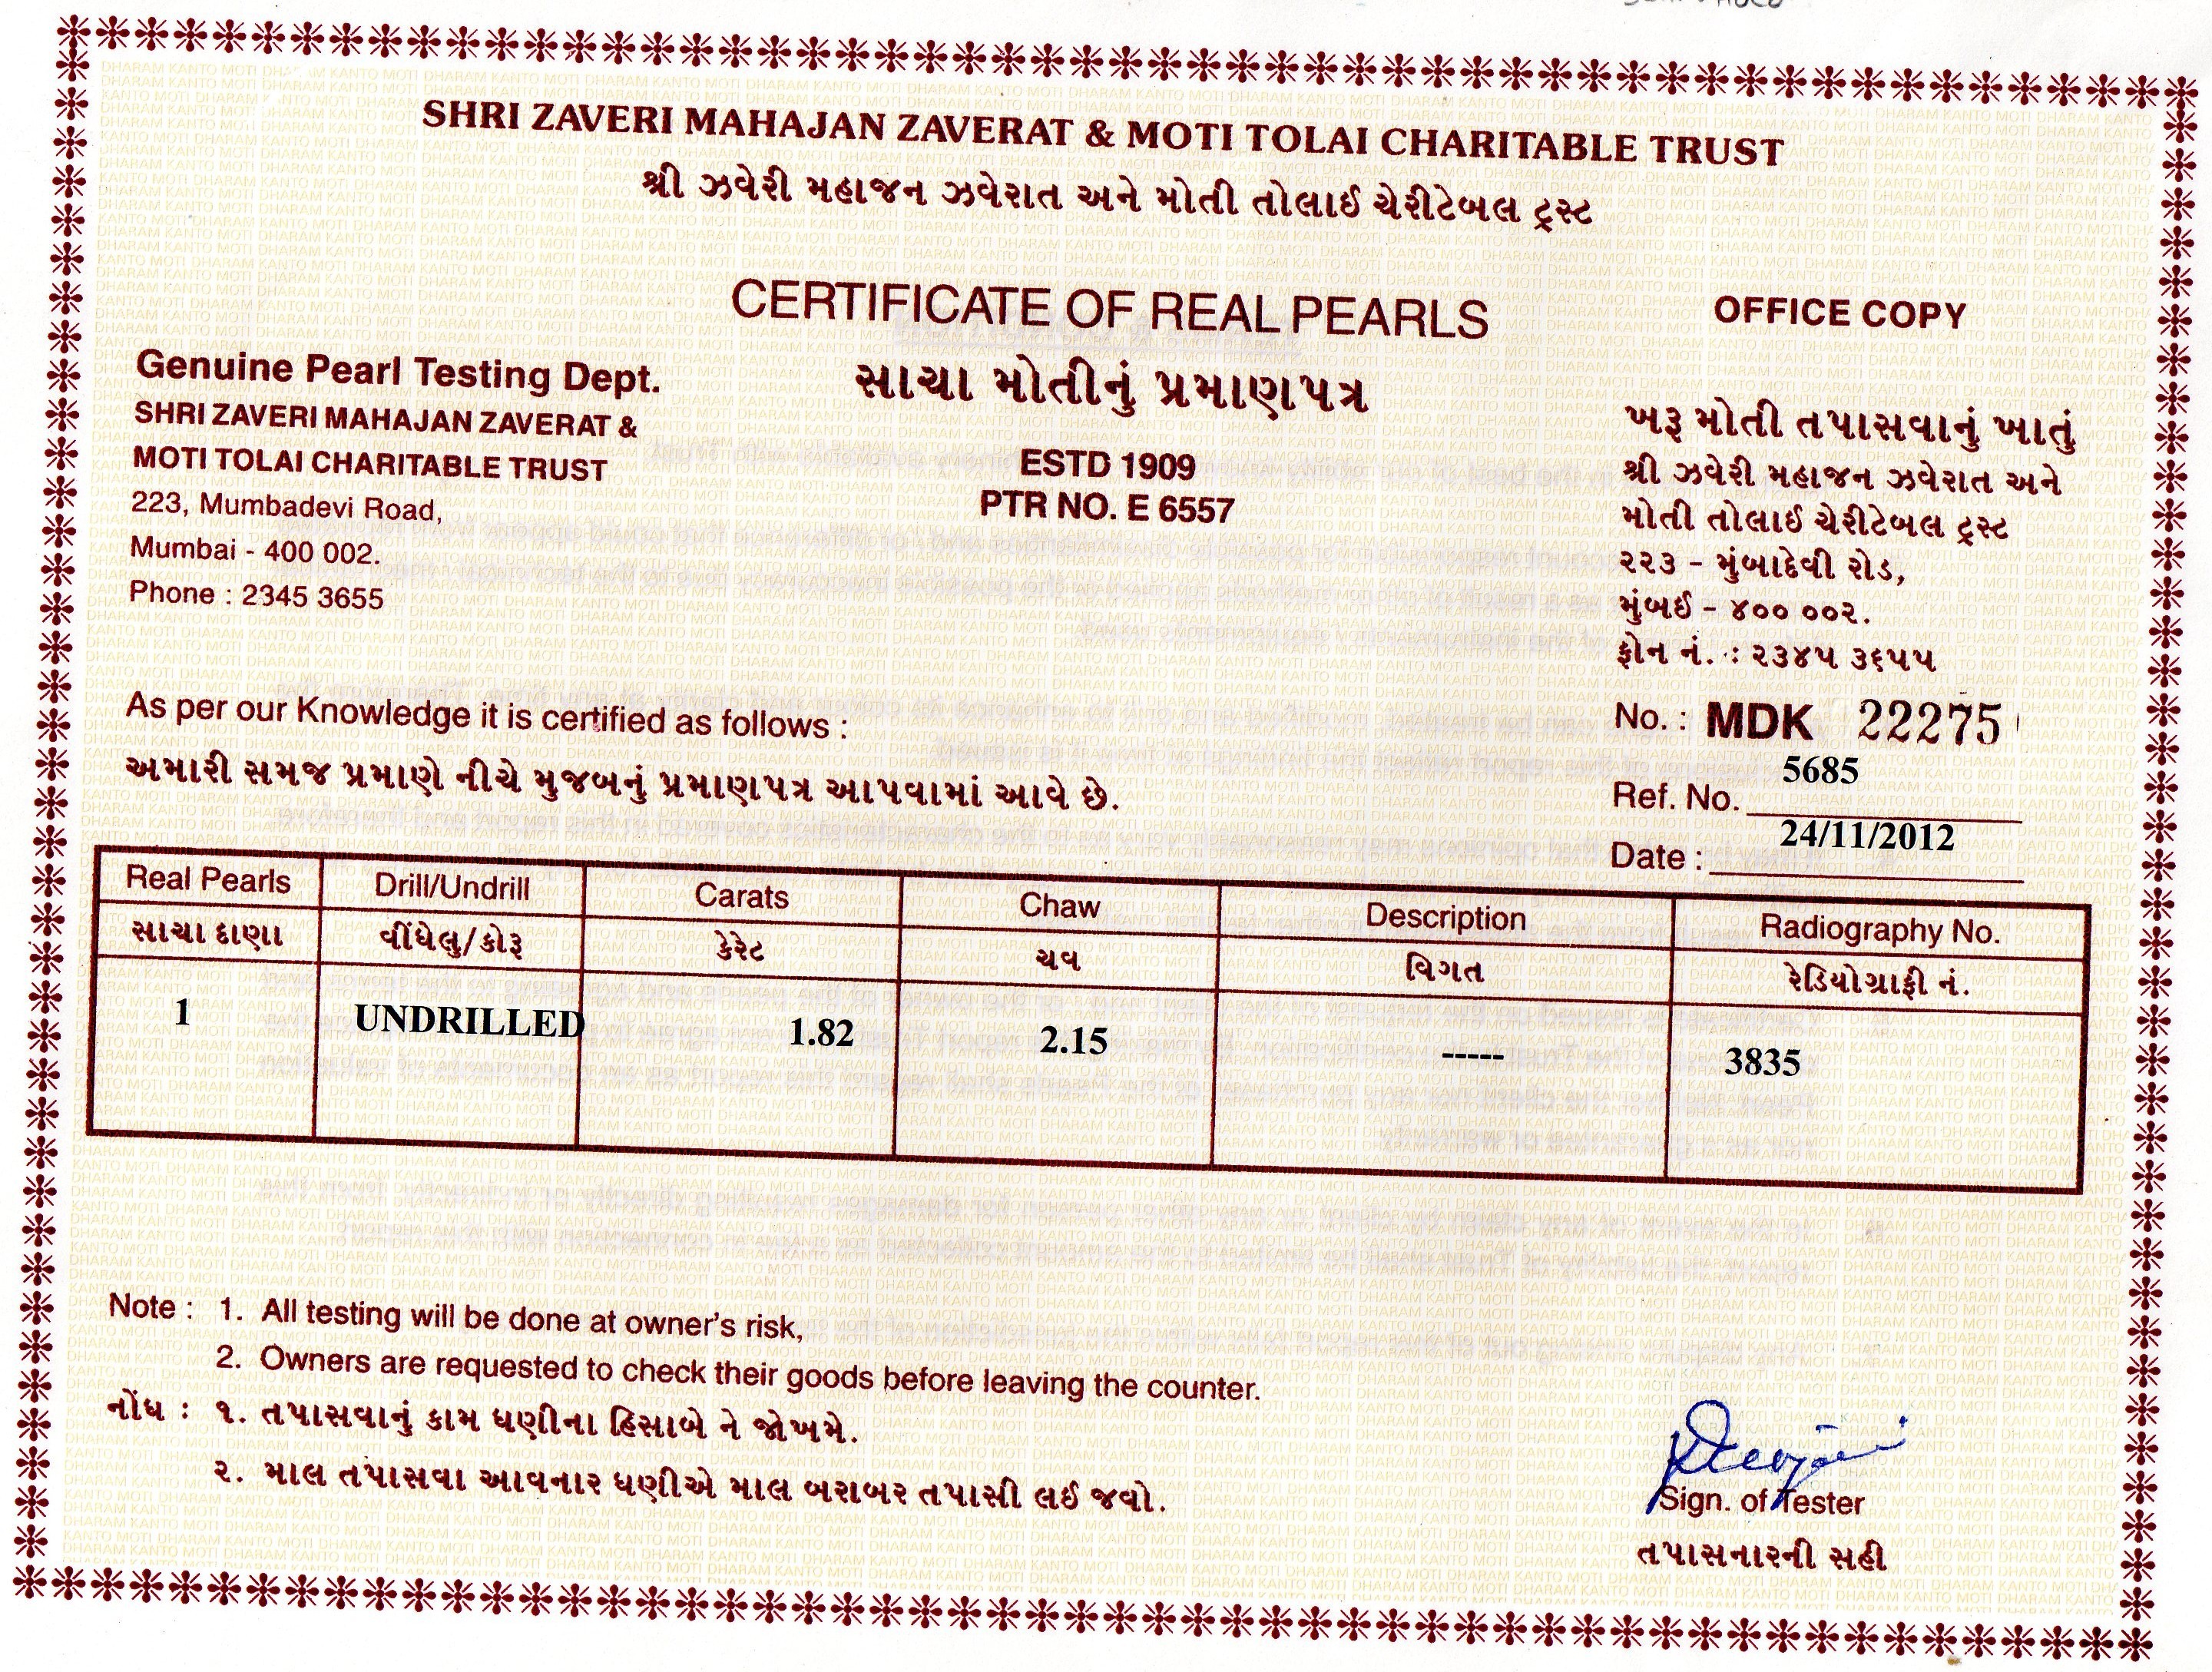 SHRI ZAVERI MAHAJAN ZAVERAT & MOTI TOLAI CHARITABLE TRUST
શ્રી ઝવેરી મહાજન ઝવેરાત અને મોતી તોલાઈ ચેરીટેબલ ટ્રસ્ટ
CERTIFICATE OF REAL PEARLS
સાચા મોતીનું પ્રમાણપત્ર
OFFICE COPY
Genuine Pearl Testing Dept.
SHRI ZAVERI MAHAJAN ZAVERAT &
MOTI TOLAI CHARITABLE TRUST
223, Mumbadevi Road,
Mumbai - 400 002.
Phone : 2345 3655
ESTD 1909
PTR NO. E 6557
ખરૂ મોતી તપાસવાનું ખાતું
શ્રી ઝવેરી મહાજન ઝવેરાત અને
મોતી તોલાઈ ચેરીટેબલ ટ્રસ્ટ
૨૨૩ - મુંબાદેવી રોડ,
મુંબઈ - ૪૦૦ ૦૦૨.
ફોન નં. : ૨૩૪૫ ૩૬૫૫
As per our Knowledge it is certified as follows :
અમારી સમજ પ્રમાણે નીચે મુજબનું પ્રમાણપત્ર આપવામાં આવે છે.
No. : MDK 22275
Ref. No. 5685
Date : 24/11/2012
Real Pearls Drill/Undrill Carats Chaw Description Radiography No.
સાચા દાણા વીંધેલુ/કોરૂ કેરેટ ચવ વિગત રેડિયોગ્રાફી નં.
1 UNDRILLED 1.82 2.15 ----- 3835
Note : 1. All testing will be done at owner's risk,
2. Owners are requested to check their goods before leaving the counter.
નોંધ : ૧. તપાસવાનું કામ ધણીના હિસાબે ને જોખમે.
૨. માલ તપાસવા આવનાર ધણીએ માલ બરાબર તપાસી લઈ જવો.
Sign. of Tester
તપાસનારની સહી